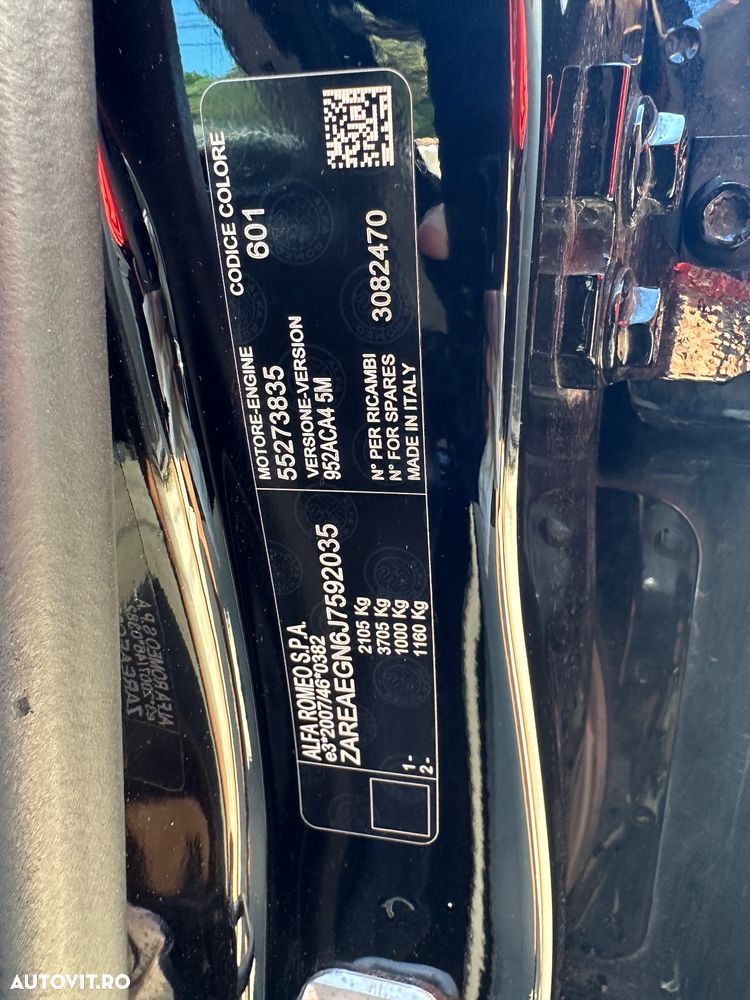 ALFA ROMEO S.P.A.
e3*2007/46*0382
ZAREAEGN6J7592035
2105 Kg
3705 Kg
1- 1000 Kg
2- 1160 Kg
MOTORE-ENGINE
55273835
VERSIONE-VERSION
952ACA4 5M
N° PER RICAMBI
N° FOR SPARES
3082470
MADE IN ITALY
CODICE COLORE
601
AUTOVIT.RO